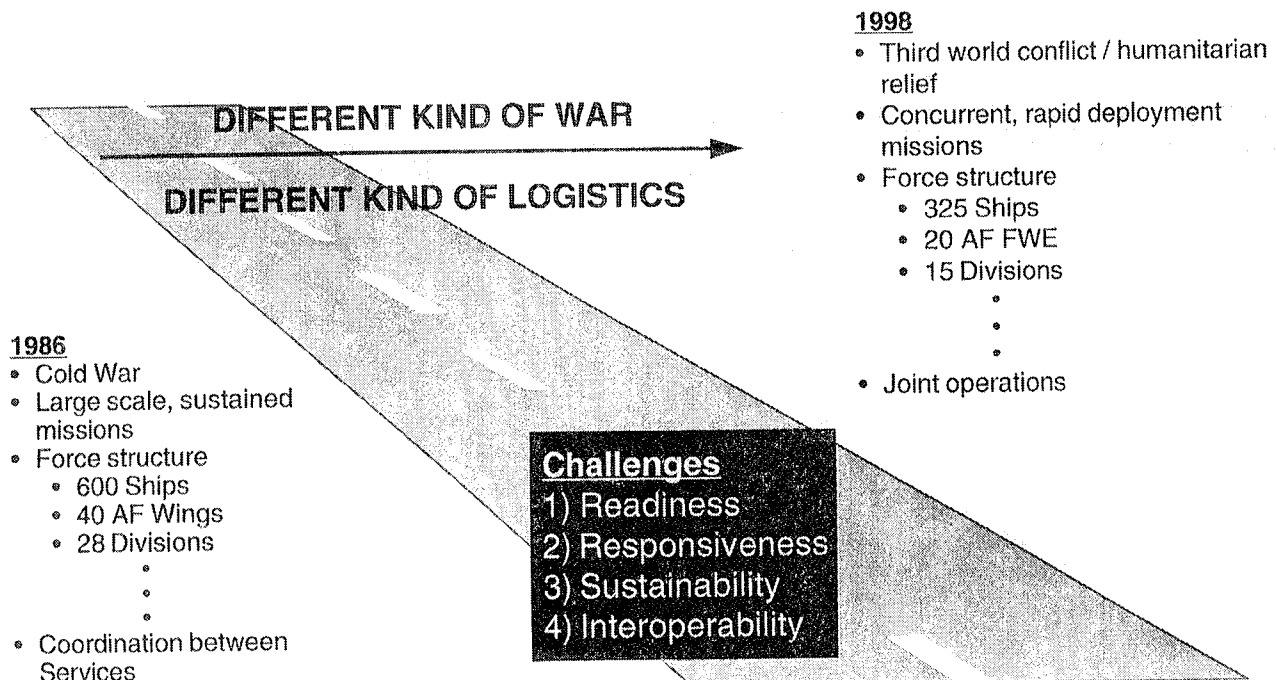 DIFFERENT KIND OF WAR
DIFFERENT KIND OF LOGISTICS
1986
• Cold War
• Large scale, sustained
missions
• Force structure
• 600 Ships
• 40 AF Wings
• 28 Divisions
•
•
•
• Coordination between
Services
Challenges
1) Readiness
2) Responsiveness
3) Sustainability
4) Interoperability
1998
• Third world conflict / humanitarian
relief
• Concurrent, rapid deployment
missions
• Force structure
• 325 Ships
• 20 AF FWE
• 15 Divisions
•
•
•
• Joint operations